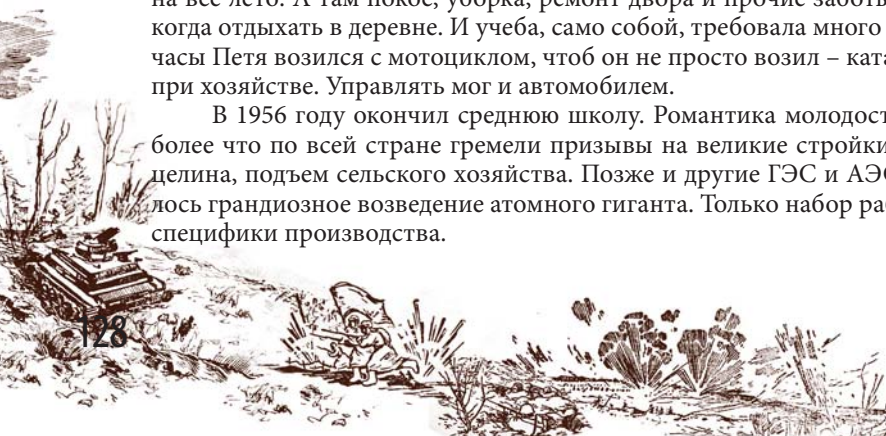 на все лето. А там покос, уборка, ремонт двора и прочие заботы
когда отдыхать в деревне. И учеба, само собой, требовала много
часы Петя возился с мотоциклом, чтоб он не просто возил – ката
при хозяйстве. Управлять мог и автомобилем.
В 1956 году окончил среднюю школу. Романтика молодост
более что по всей стране гремели призывы на великие стройки
целина, подъем сельского хозяйства. Позже и другие ГЭС и АЭС
лось грандиозное возведение атомного гиганта. Только набор ра
специфики производства.
128